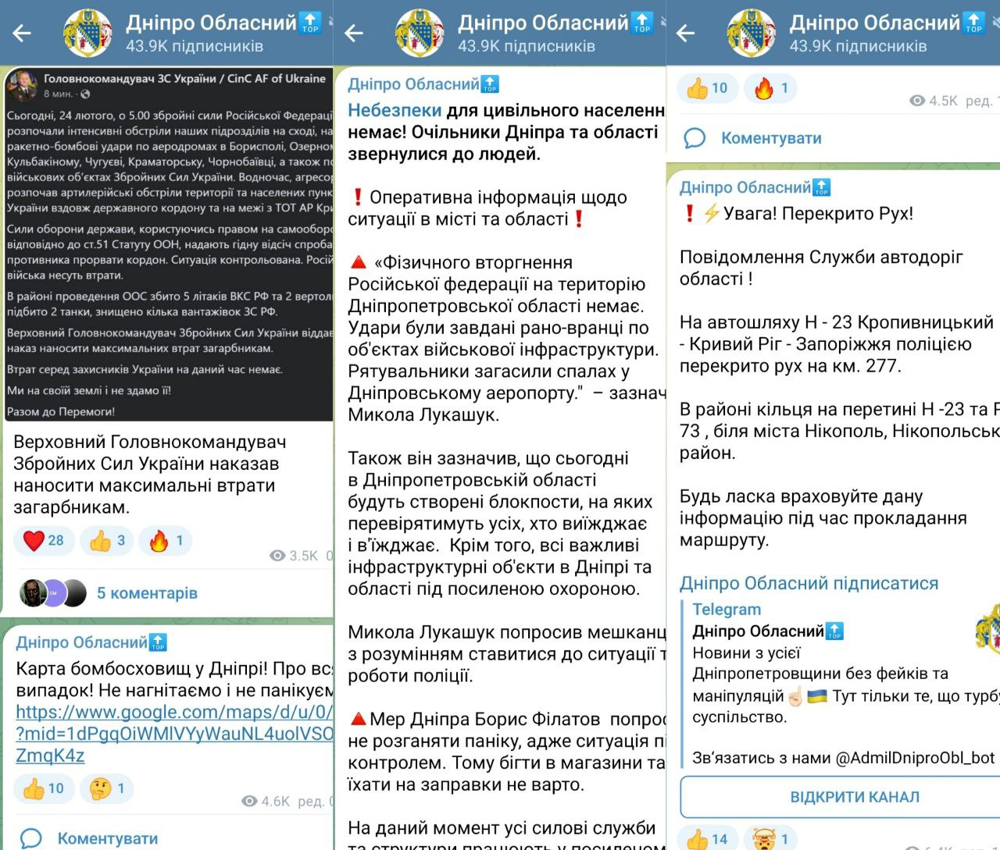 Дніпро Обласний TOP
43.9K підписників
Головнокомандувач ЗС України / CinC AF of Ukraine
8 мин. ·
Сьогодні, 24 лютого, о 5.00 збройні сили Російської Федераці
розпочали інтенсивні обстріли наших підрозділів на сході, на
ракетно-бомбові удари по аеродромах в Борисполі, Озерно
Кульбакіному, Чугуєві, Краматорську, Чорнобаївці, а також по
військових об'єктах Збройних Сил України. Водночас, агресор
розпочав артилерійські обстріли території та населених пунк
України вздовж державного кордону та на межі з ТОТ АР Кри
Сили оборони держави, користуючись правом на самооборо
відповідно до ст.51 Статуту ООН, надають гідну відсіч спроба
противника прорвати кордон. Ситуація контрольована. Росій
війська несуть втрати.
В районі проведення ООС збито 5 літаків ВКС РФ та 2 вертол
підбито 2 танки, знищено кілька вантажівок ЗС РФ.
Верховний Головнокомандувач Збройних Сил України віддав
наказ наносити максимальних втрат загарбникам.
Втрат серед захисників України на даний час немає.
Ми на своїй землі і не здамо її!
Разом до Перемоги!
Верховний Головнокомандувач
Збройних Сил України наказав
наносити максимальні втрати
загарбникам.
❤️ 28 👍 3 🔥 1
3.5K
5 коментарів
Дніпро Обласний TOP
Карта бомбосховищ у Дніпрі! Про вся
випадок! Не нагнітаємо і не панікуєм
https://www.google.com/maps/d/u/0/
?mid=1dPgqOiWMlVYyWauNL4uolVSO
ZmqK4z
👍 10 🤔 1
4.6K ред.
Коментувати
Дніпро Обласний TOP
43.9K підписників
Дніпро Обласний TOP
Небезпеки для цивільного населенн
немає! Очільники Дніпра та області
звернулися до людей.
❗ Оперативна інформація щодо
ситуації в місті та області❗
🔺 «Фізичного вторгнення
Російської федерації на територію
Дніпропетровської області немає.
Удари були завдані рано-вранці по
об'єктах військової інфраструктури.
Рятувальники загасили спалах у
Дніпровському аеропорту." – зазнач
Микола Лукашук.
Також він зазначив, що сьогодні
в Дніпропетровській області
будуть створені блокпости, на яких
перевірятимуть усіх, хто виїжджає
і в'їжджає. Крім того, всі важливі
інфраструктурні об'єкти в Дніпрі та
області під посиленою охороною.
Микола Лукашук попросив мешканц
з розумінням ставитися до ситуації т
роботи поліції.
🔺Мер Дніпра Борис Філатов попрос
не розганяти паніку, адже ситуація пі
контролем. Тому бігти в магазини та
їхати на заправки не варто.
На даний момент усі силові служби
та структури працюють у посиленом
Дніпро Обласний TOP
43.9K підписників
👍 10 🔥 1
4.5K ред.
Коментувати
Дніпро Обласний TOP
❗⚡Увага! Перекрито Рух!
Повідомлення Служби автодоріг
області !
На автошляху Н - 23 Кропивницький
- Кривий Ріг - Запоріжжя поліцією
перекрито рух на км. 277.
В районі кільця на перетині Н -23 та Р
73 , біля міста Нікополь, Нікопольськ
район.
Будь ласка враховуйте дану
інформацію під час прокладання
маршруту.
Дніпро Обласний підписатися
Telegram
Дніпро Обласний TOP
Новини з усієї
Дніпропетровщини без фейків та
маніпуляцій☝🏻🇺🇦 Тут тільки те, що турбу
суспільство.
Зв'язатись з нами @AdmilDniproObl_bot
ВІДКРИТИ КАНАЛ
👍 14 🤯 1